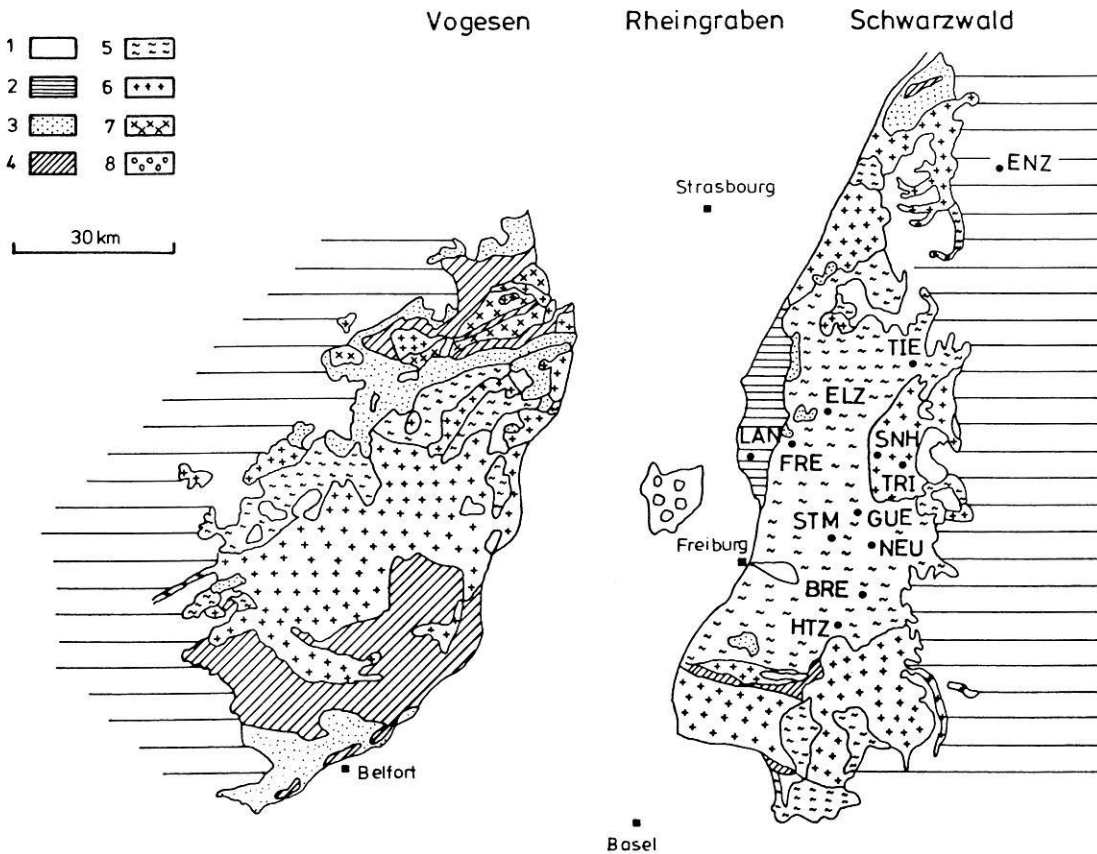 Vogesen Rheingraben Schwarzwald
1 5
2 6
3 7
4 8
30 km
ENZ
Strasbourg
TIE
ELZ
LAN SNH
FRE
TRI
STM GUE
Freiburg NEU
BRE
HTZ
Belfort
Basel